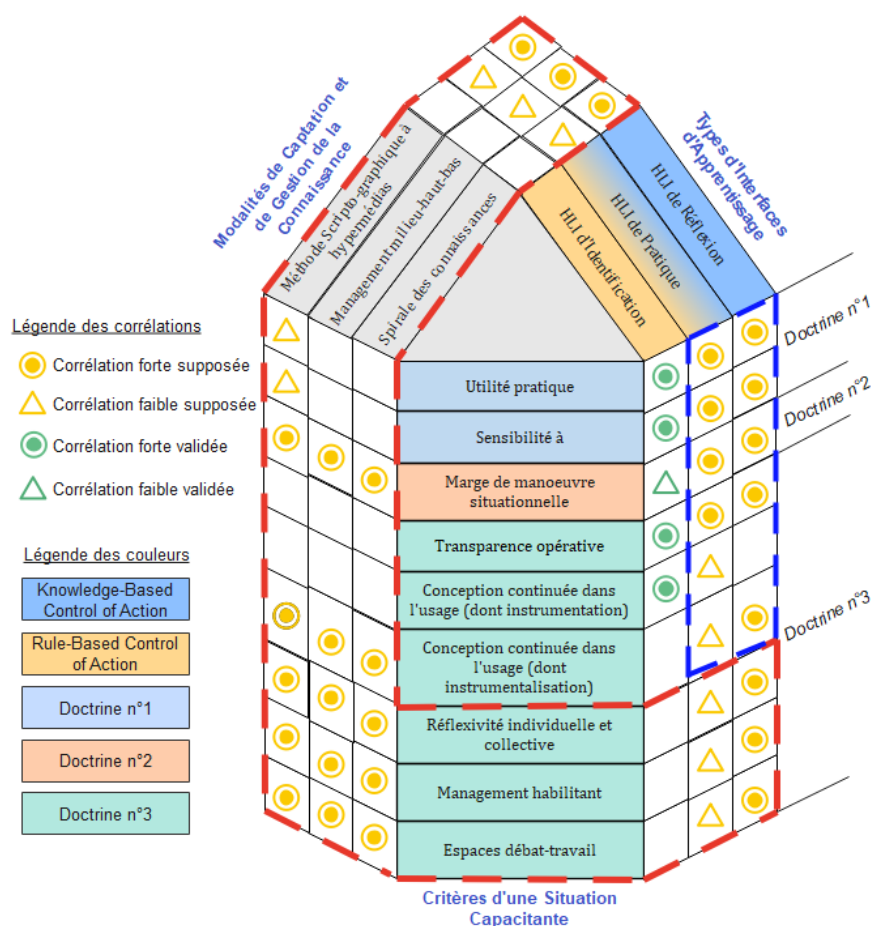 Modalités de Captation et
de Gestion de la
Connaissance
Types d'Interfaces
d'Apprentissage
Méthode Scripto-graphique à
hypermédias
Management milieu-haut-bas
Spirale des connaissances
HLI d'Identification
HLI de Pratique
HLI de Réflexion
Doctrine n°1
Doctrine n°2
Doctrine n°3
Légende des corrélations
Corrélation forte supposée
Corrélation faible supposée
Corrélation forte validée
Corrélation faible validée
Légende des couleurs
Knowledge-Based
Control of Action
Rule-Based Control
of Action
Doctrine n°1
Doctrine n°2
Doctrine n°3
Utilité pratique
Sensibilité à
Marge de manoeuvre
situationnelle
Transparence opérative
Conception continuée dans
l'usage (dont instrumentation)
Conception continuée dans
l'usage (dont
instrumentalisation)
Réflexivité individuelle et
collective
Management habilitant
Espaces débat-travail
Critères d'une Situation
Capacitante